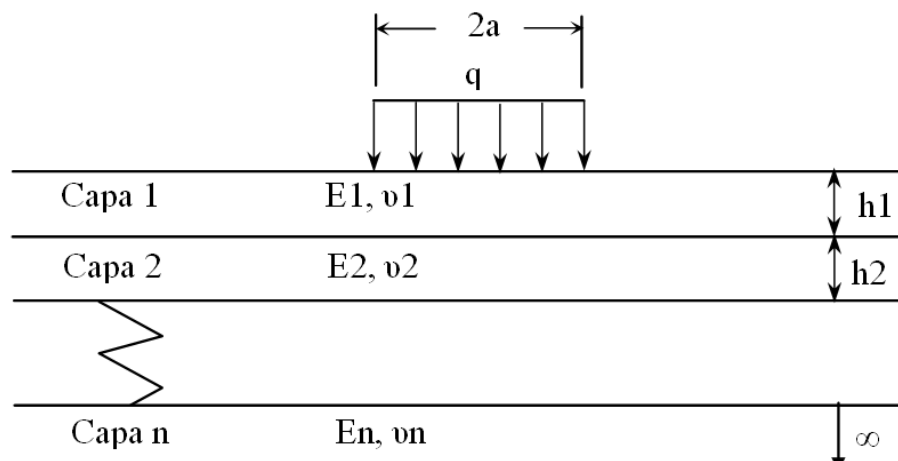 2a
q
Capa 1 E1, υ1 h1
Capa 2 E2, υ2 h2
Capa n En, υn ∞